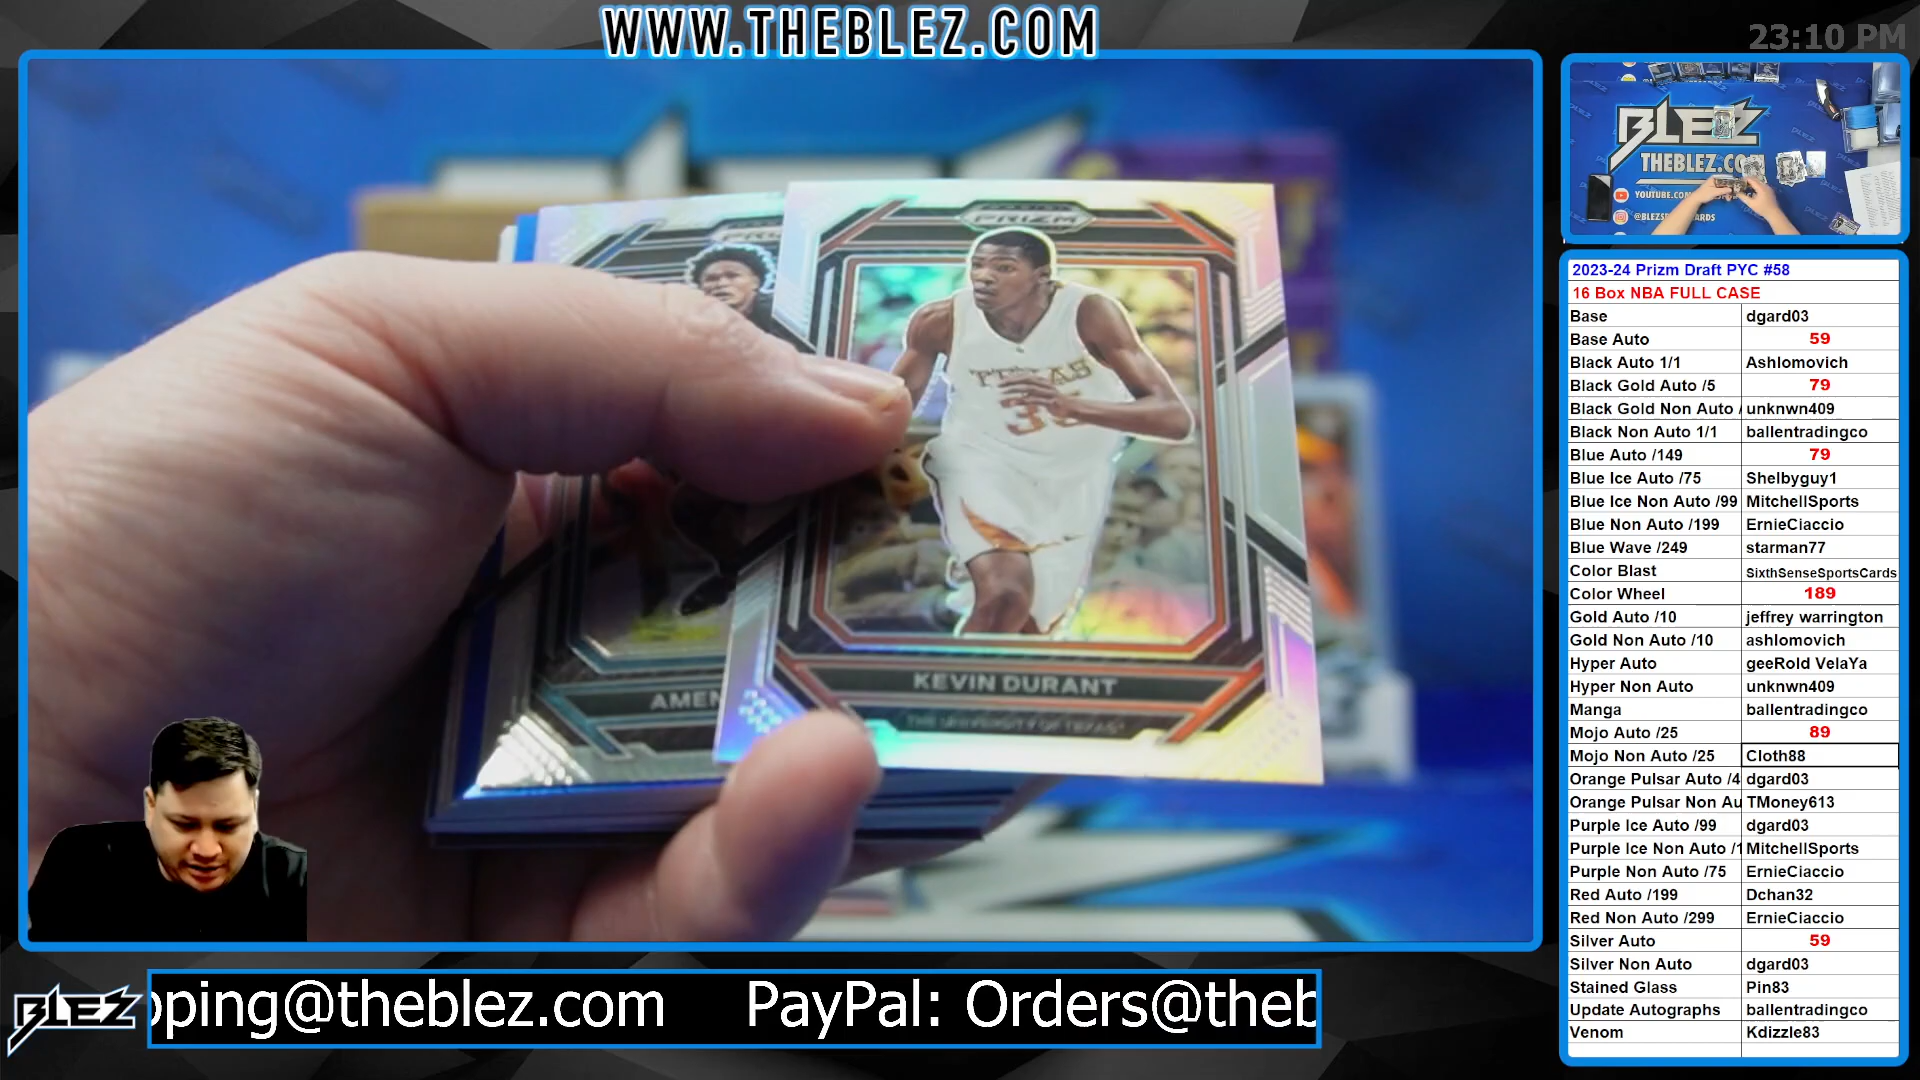 WWW.THEBLEZ.COM
23:10 PM
PRIZM
TEXAS
35
KEVIN DURANT
THE UNIVERSITY OF TEXAS
AMEN
BLEZ
THEBLEZ.CO
YOUTUBE.COM
2023-24 Prizm Draft PYC #58
16 Box NBA FULL CASE
Base dgard03
Base Auto 59
Black Auto 1/1 Ashlomovich
Black Gold Auto /5 79
Black Gold Non Auto / unknwn409
Black Non Auto 1/1 ballentradingco
Blue Auto /149 79
Blue Ice Auto /75 Shelbyguy1
Blue Ice Non Auto /99 MitchellSports
Blue Non Auto /199 ErnieCiaccio
Blue Wave /249 starman77
Color Blast SixthSenseSportsCards
Color Wheel 189
Gold Auto /10 jeffrey warrington
Gold Non Auto /10 ashlomovich
Hyper Auto geeRold VelaYa
Hyper Non Auto unknwn409
Manga ballentradingco
Mojo Auto /25 89
Mojo Non Auto /25 Cloth88
Orange Pulsar Auto /4 dgard03
Orange Pulsar Non Au TMoney613
Purple Ice Auto /99 dgard03
Purple Ice Non Auto /1 MitchellSports
Purple Non Auto /75 ErnieCiaccio
Red Auto /199 Dchan32
Red Non Auto /299 ErnieCiaccio
Silver Auto 59
Silver Non Auto dgard03
Stained Glass Pin83
Update Autographs ballentradingco
Venom Kdizzle83
BLEZ
pping@theblez.com PayPal: Orders@theb